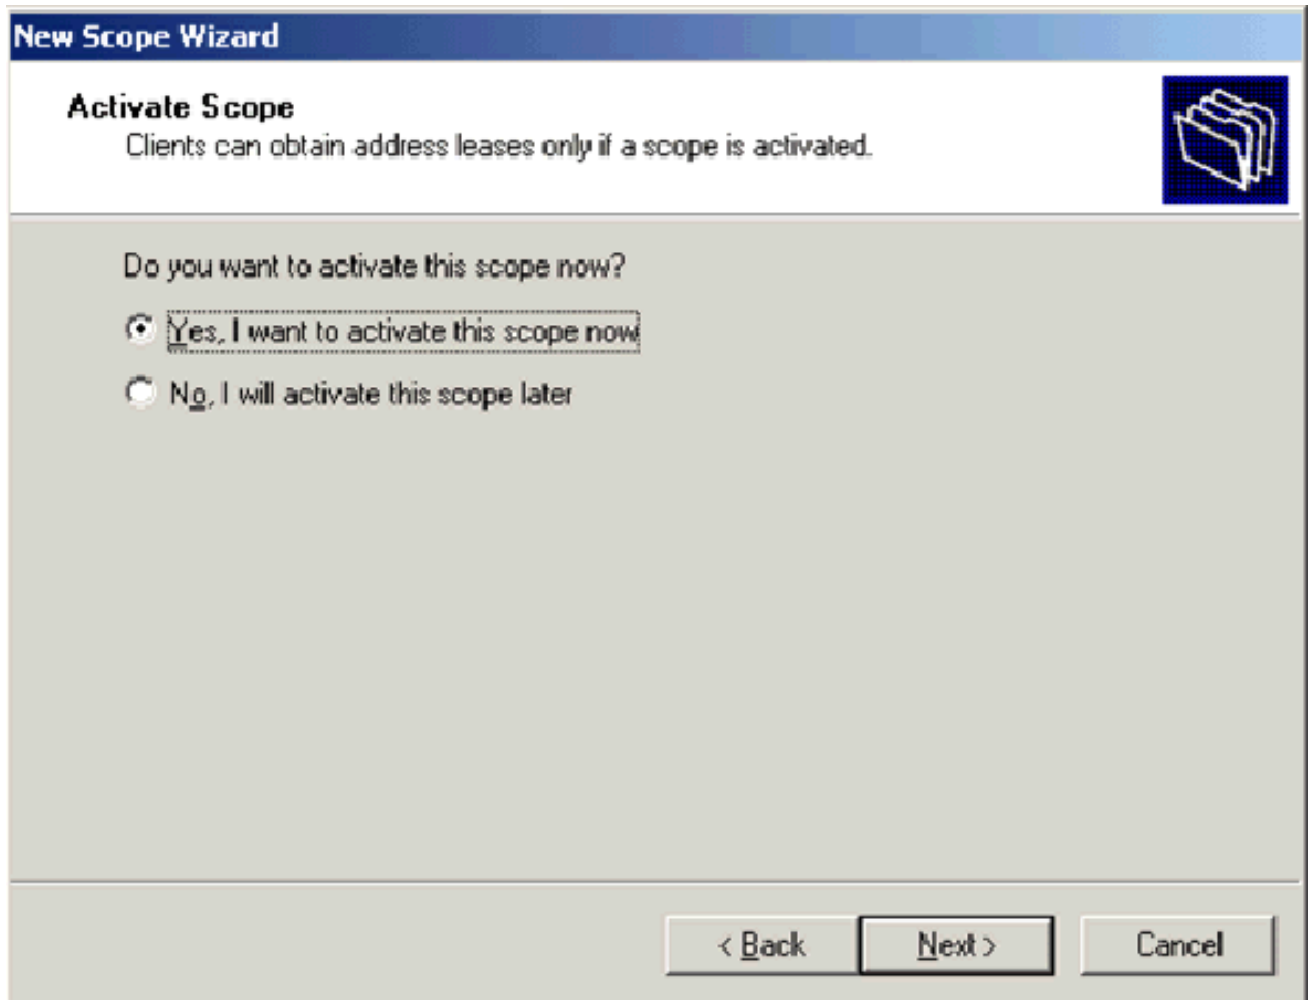 New Scope Wizard
Activate Scope
Clients can obtain address leases only if a scope is activated.
Do you want to activate this scope now?
Yes, I want to activate this scope now
No, I will activate this scope later
< Back
Next >
Cancel